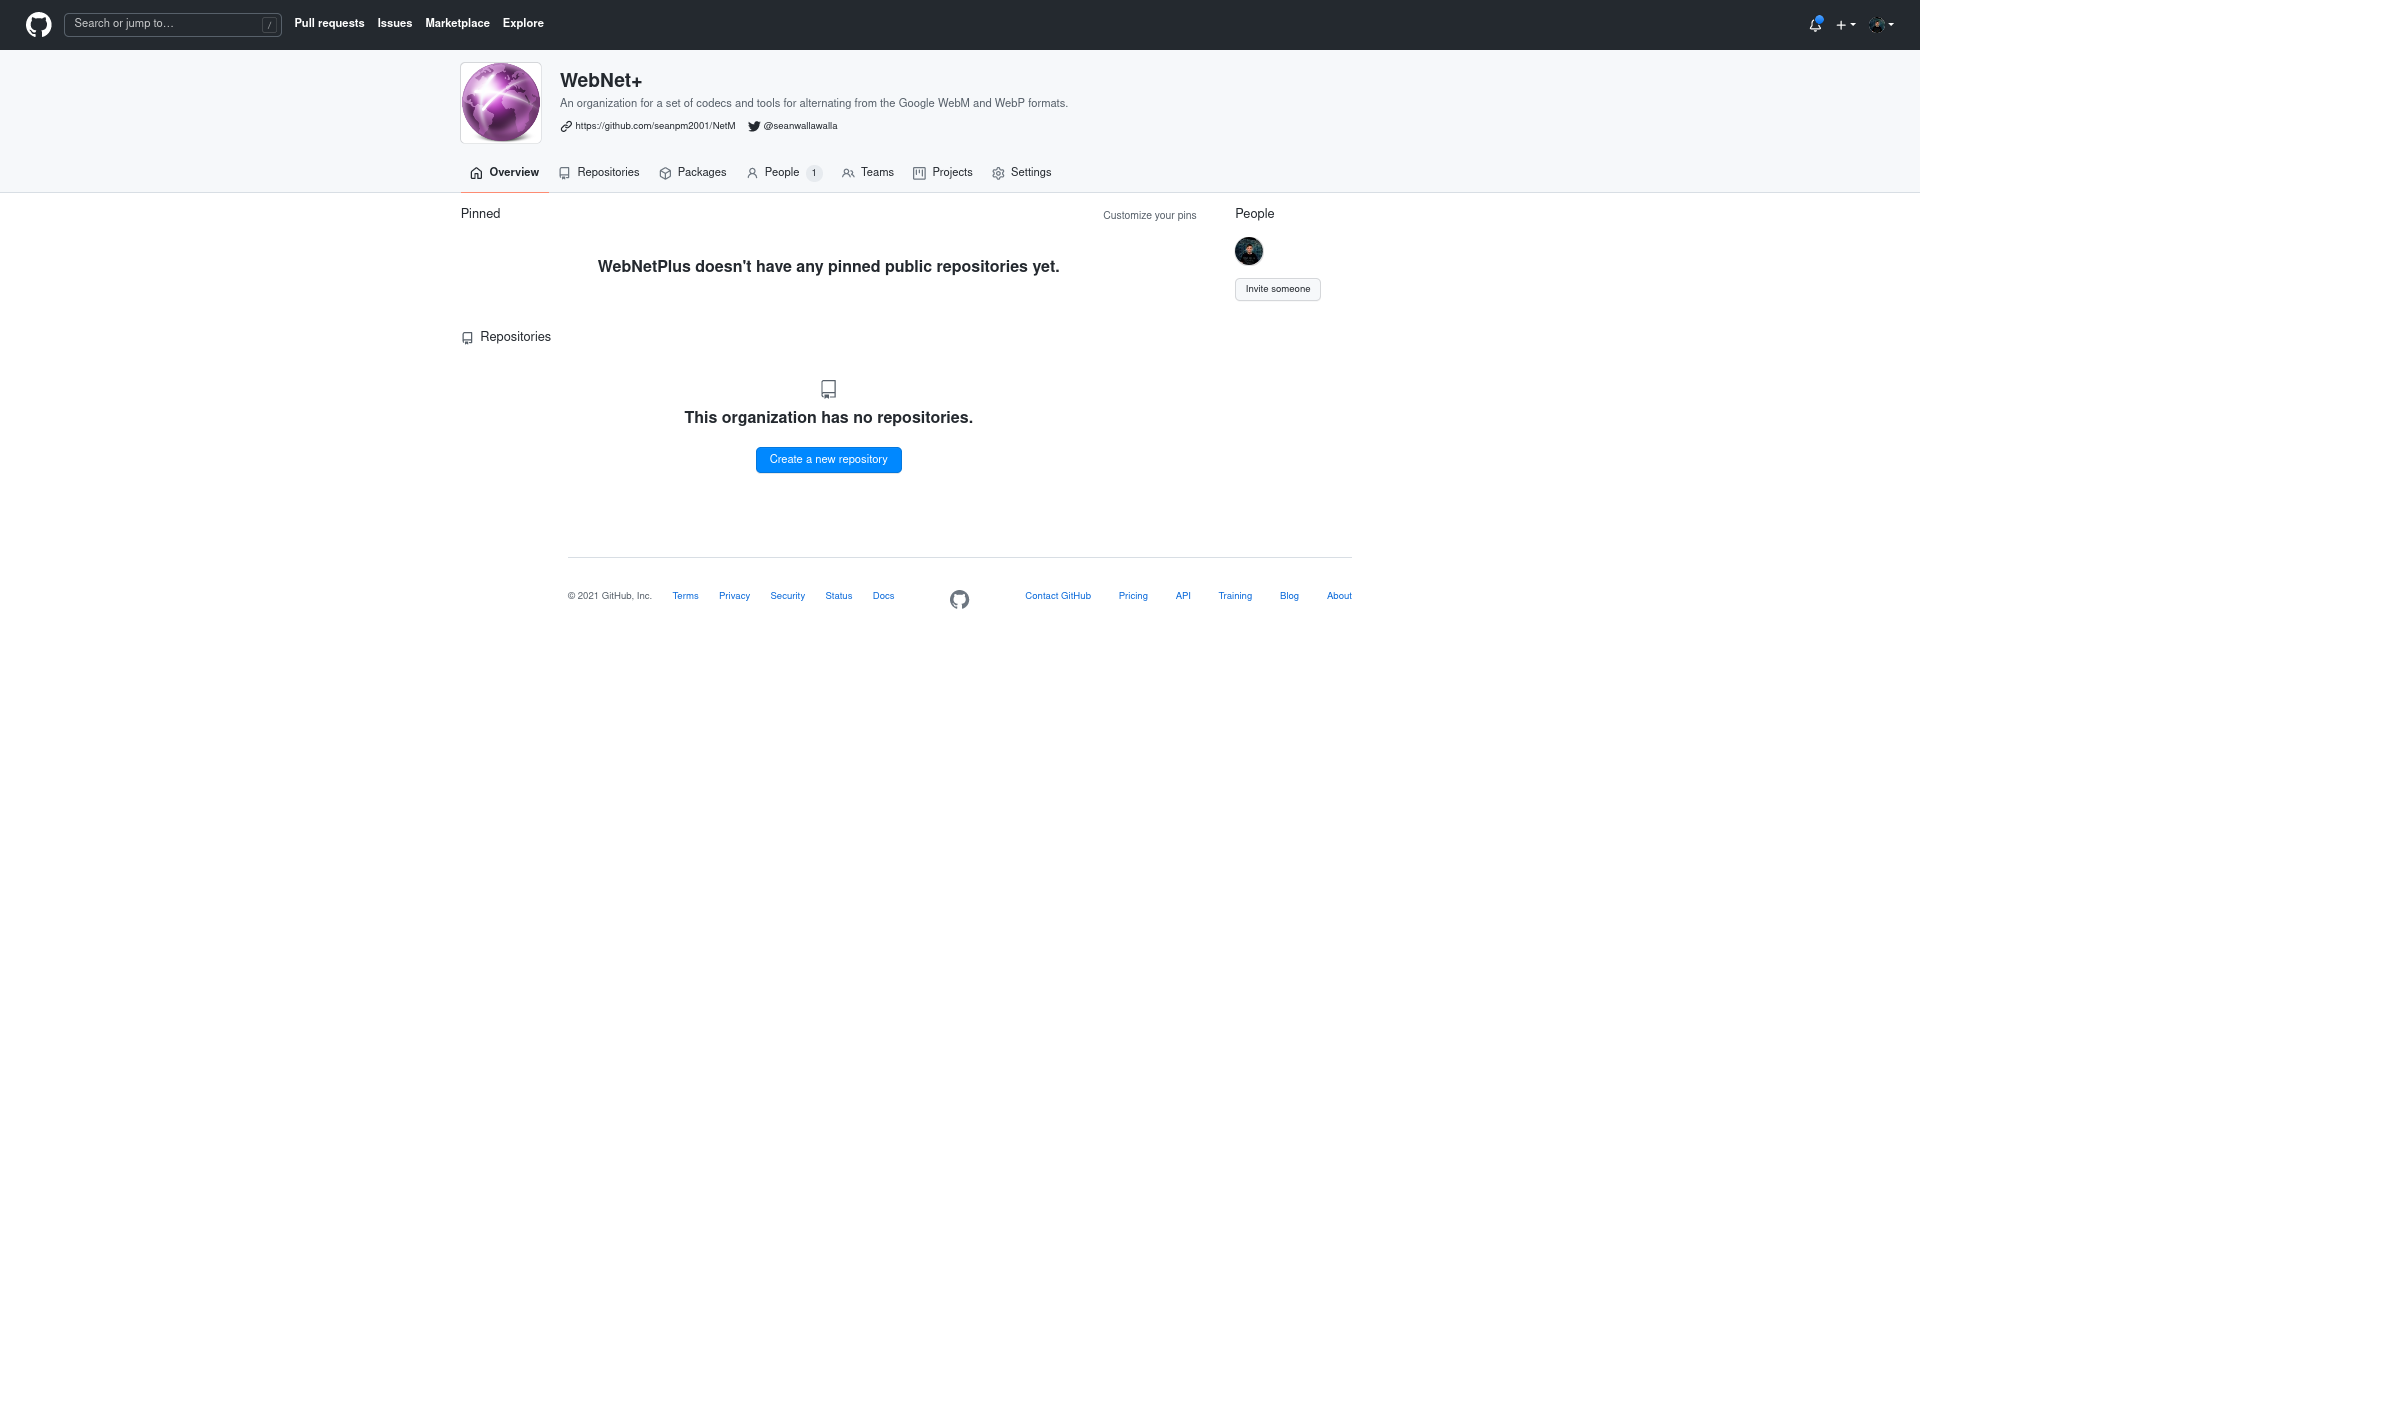 Search or jump to… /
Pull requests Issues Marketplace Explore
WebNet+
An organization for a set of codecs and tools for alternating from the Google WebM and WebP formats.
https://github.com/seanpm2001/NetM @seanwallawalla
Overview Repositories Packages People 1 Teams Projects Settings
Pinned
Customize your pins
People
WebNetPlus doesn't have any pinned public repositories yet.
Invite someone
Repositories
This organization has no repositories.
Create a new repository
© 2021 GitHub, Inc. Terms Privacy Security Status Docs Contact GitHub Pricing API Training Blog About